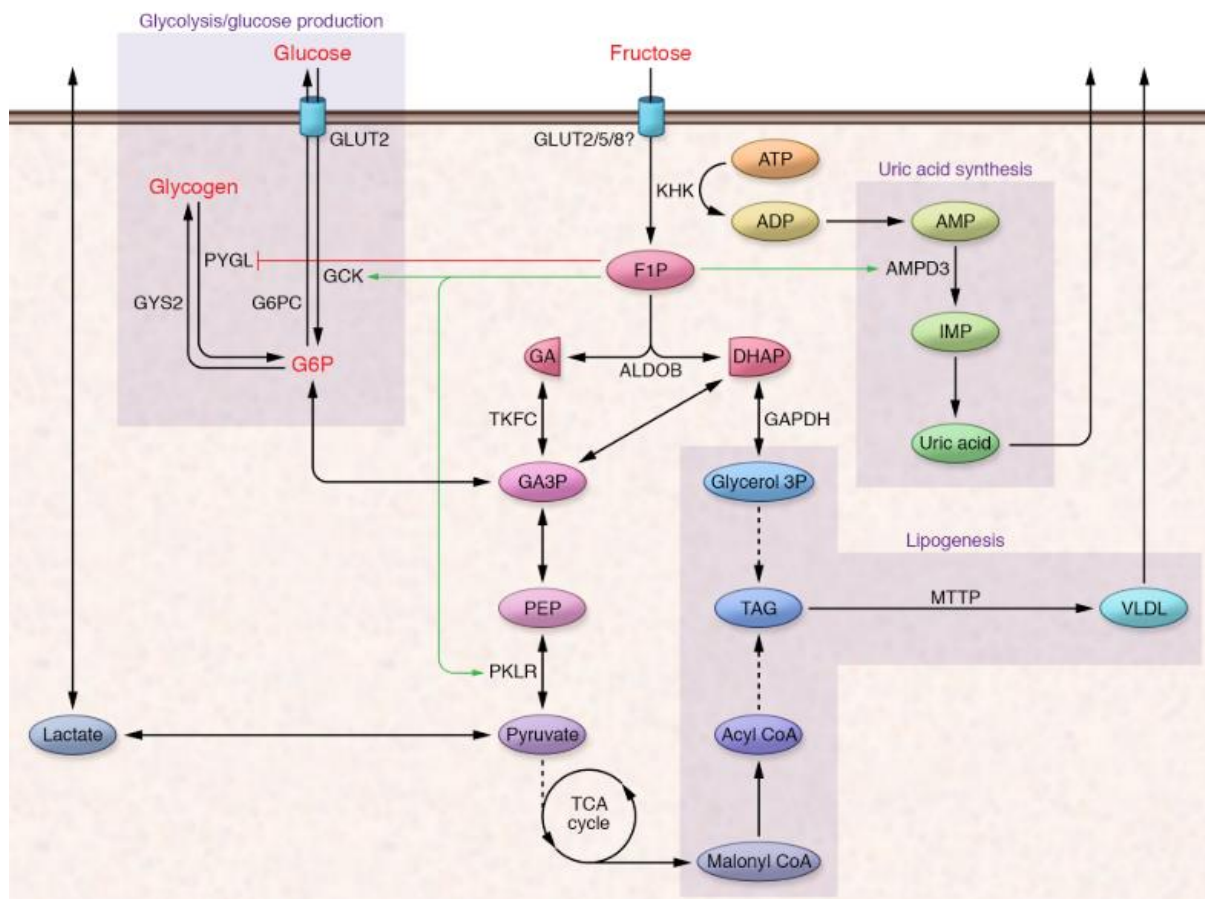 Glycolysis/glucose production
Glucose
Fructose
GLUT2
GLUT2/5/8?
ATP
KHK
ADP
Uric acid synthesis
AMP
Glycogen
PYGL
GCK
F1P
AMPD3
GYS2
G6PC
IMP
G6P
GA
ALDOB
DHAP
TKFC
GAPDH
Uric acid
GA3P
Glycerol 3P
Lipogenesis
PEP
TAG
MTTP
VLDL
PKLR
Lactate
Pyruvate
Acyl CoA
TCA
cycle
Malonyl CoA